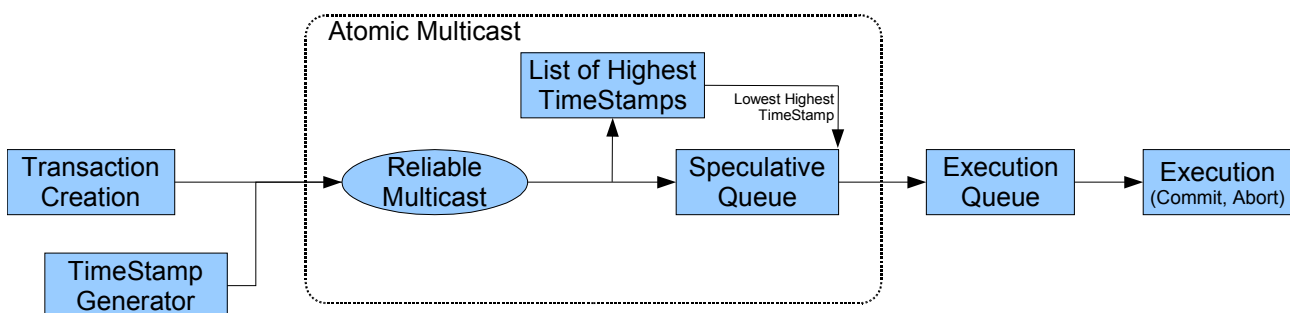 Atomic Multicast
List of Highest
TimeStamps
Lowest Highest
TimeStamp
Transaction
Creation
Reliable
Multicast
Speculative
Queue
Execution
Queue
Execution
(Commit, Abort)
TimeStamp
Generator